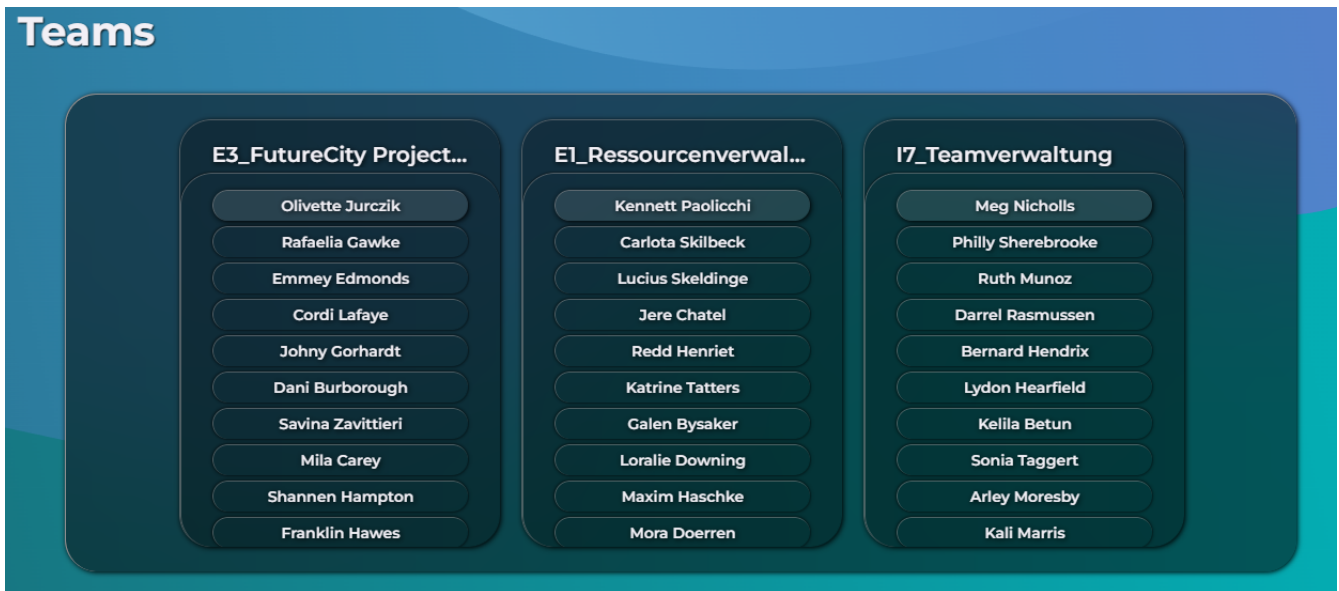 Teams
E3_FutureCity Project...
Olivette Jurczik
Rafaelia Gawke
Emmey Edmonds
Cordi Lafaye
Johny Gorhardt
Dani Burborough
Savina Zavittieri
Mila Carey
Shannen Hampton
Franklin Hawes
E1_Ressourcenverwal...
Kennett Paolicchi
Carlota Skilbeck
Lucius Skeldinge
Jere Chatel
Redd Henriet
Katrine Tatters
Galen Bysaker
Loralie Downing
Maxim Haschke
Mora Doerren
I7_Teamverwaltung
Meg Nicholls
Philly Sherebrooke
Ruth Munoz
Darrel Rasmussen
Bernard Hendrix
Lydon Hearfield
Kelila Betun
Sonia Taggert
Arley Moresby
Kali Marris